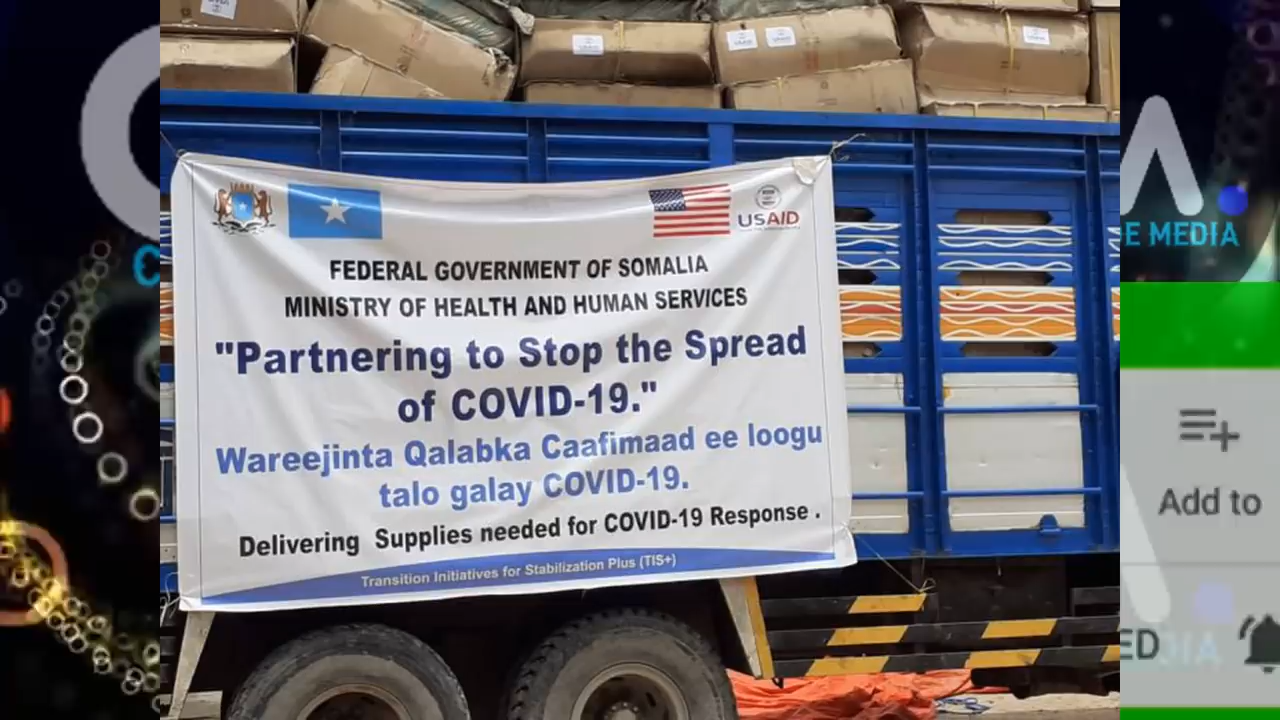 USAID
FEDERAL GOVERNMENT OF SOMALIA
MINISTRY OF HEALTH AND HUMAN SERVICES
"Partnering to Stop the Spread
of COVID-19."
Wareejinta Qalabka Caafimaad ee loogu
talo galay COVID-19.
Delivering Supplies needed for COVID-19 Response .
Transition Initiatives for Stabilization Plus (TIS+)
MEDIA
Add to